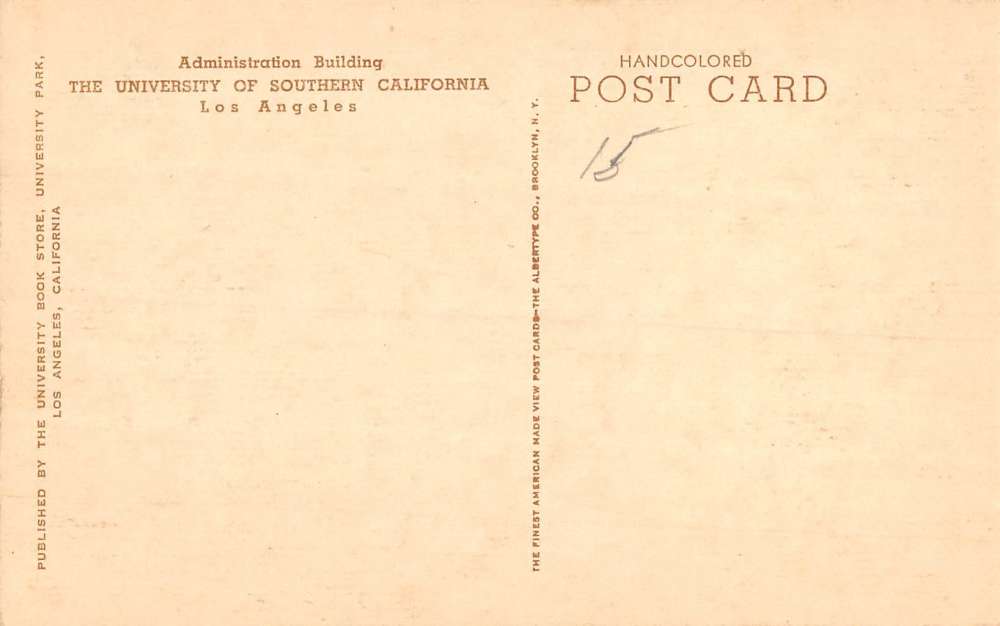 Administration Building
THE UNIVERSITY OF SOUTHERN CALIFORNIA
Los Angeles
HANDCOLORED
POST CARD
15
PUBLISHED BY THE UNIVERSITY BOOK STORE, UNIVERSITY PARK,
LOS ANGELES, CALIFORNIA
THE FINEST AMERICAN MADE VIEW POST CARDS—THE ALBERTYPE CO., BROOKLYN, N. Y.